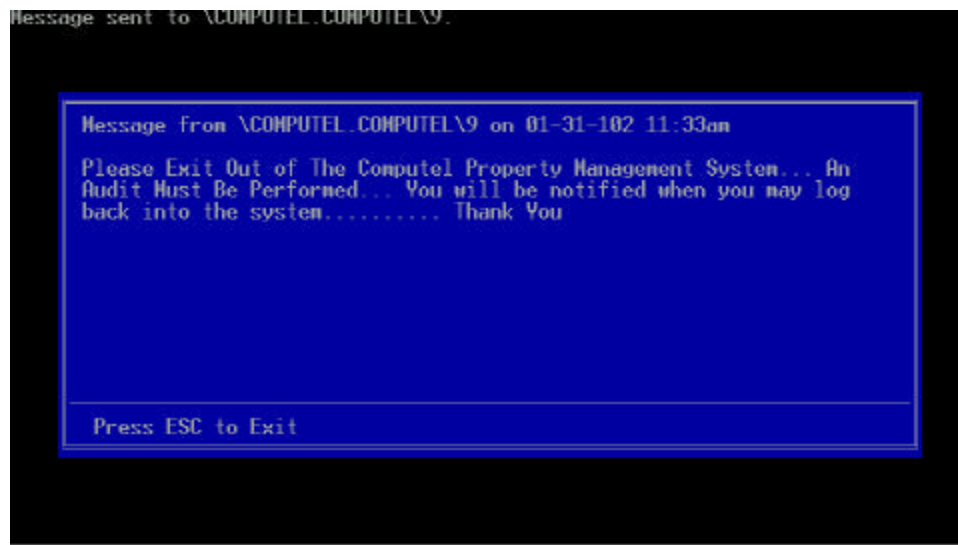 Message sent to \COMPUTEL.COMPUTEL\9.
Message from \COMPUTEL.COMPUTEL\9 on 01-31-102 11:33am
Please Exit Out of The Computel Property Management System... An
Audit Must Be Performed... You will be notified when you may log
back into the system.......... Thank You
Press ESC to Exit